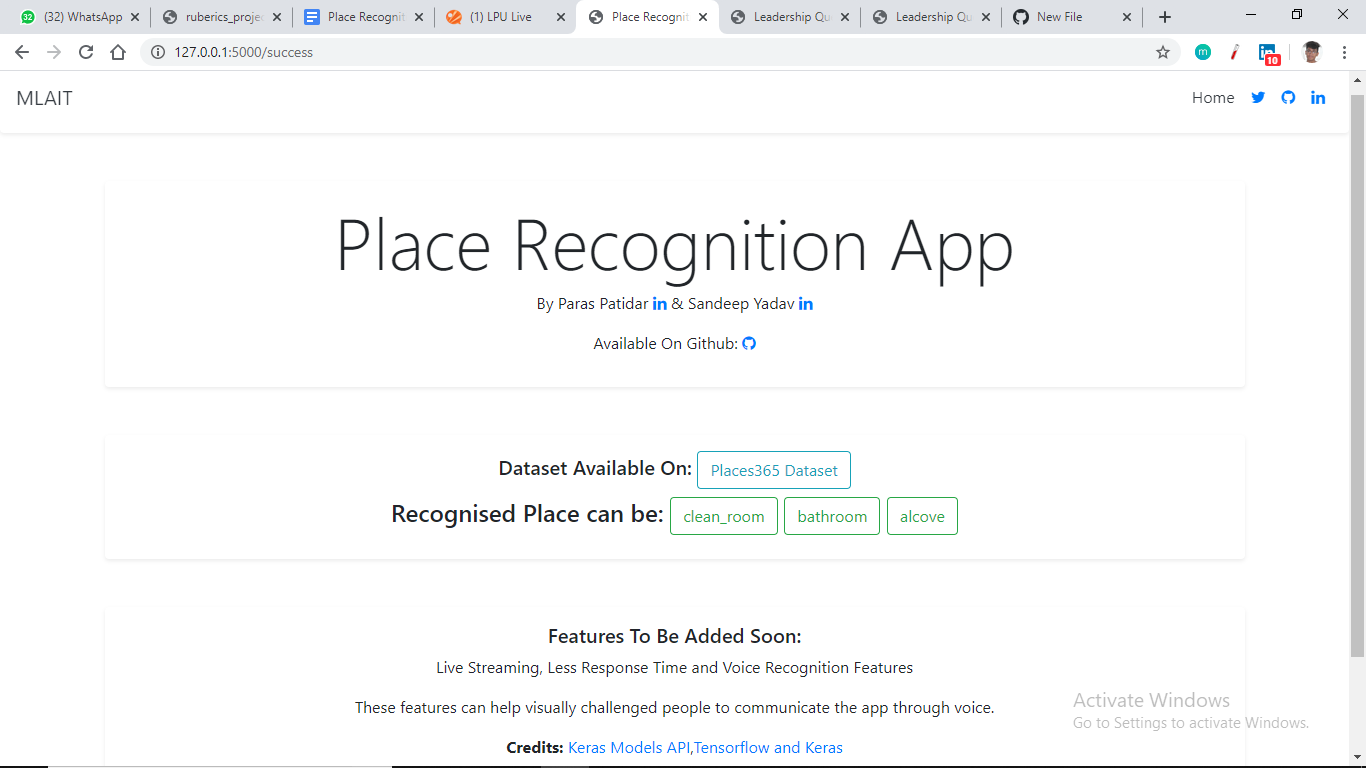 (32) WhatsApp
ruberics_proje
Place Recognit
(1) LPU Live
Place Recognit
Leadership Qu
Leadership Qu
New File
127.0.0.1:5000/success
10
MLAIT
Home
Place Recognition App
By Paras Patidar & Sandeep Yadav
Available On Github:
Dataset Available On: Places365 Dataset
Recognised Place can be: clean_room bathroom alcove
Features To Be Added Soon:
Live Streaming, Less Response Time and Voice Recognition Features
These features can help visually challenged people to communicate the app through voice.
Activate Windows
Go to Settings to activate Windows.
Credits: Keras Models API,Tensorflow and Keras